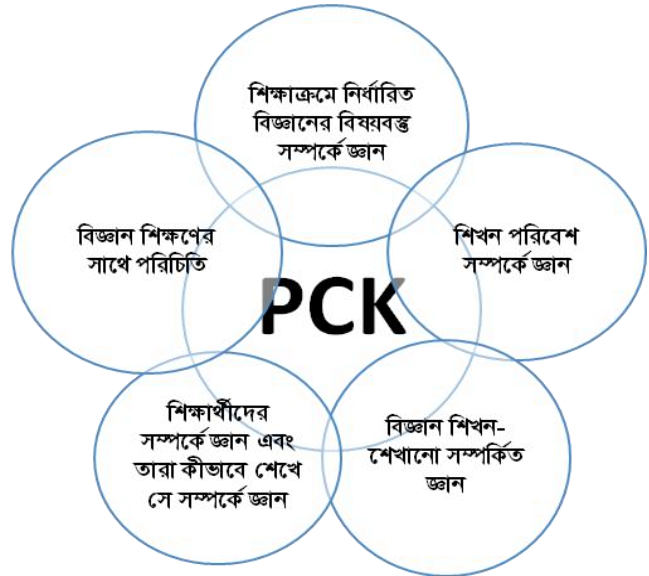 শিক্ষাক্রমে নির্ধারিত
বিজ্ঞানের বিষয়বস্তু
সম্পর্কে জ্ঞান
বিজ্ঞান শিক্ষণের
সাথে পরিচিতি
শিখন পরিবেশ
সম্পর্কে জ্ঞান
PCK
শিক্ষার্থীদের
সম্পর্কে জ্ঞান এবং
তারা কীভাবে শেখে
সে সম্পর্কে জ্ঞান
বিজ্ঞান শিখন-
শেখানো সম্পর্কিত
জ্ঞান